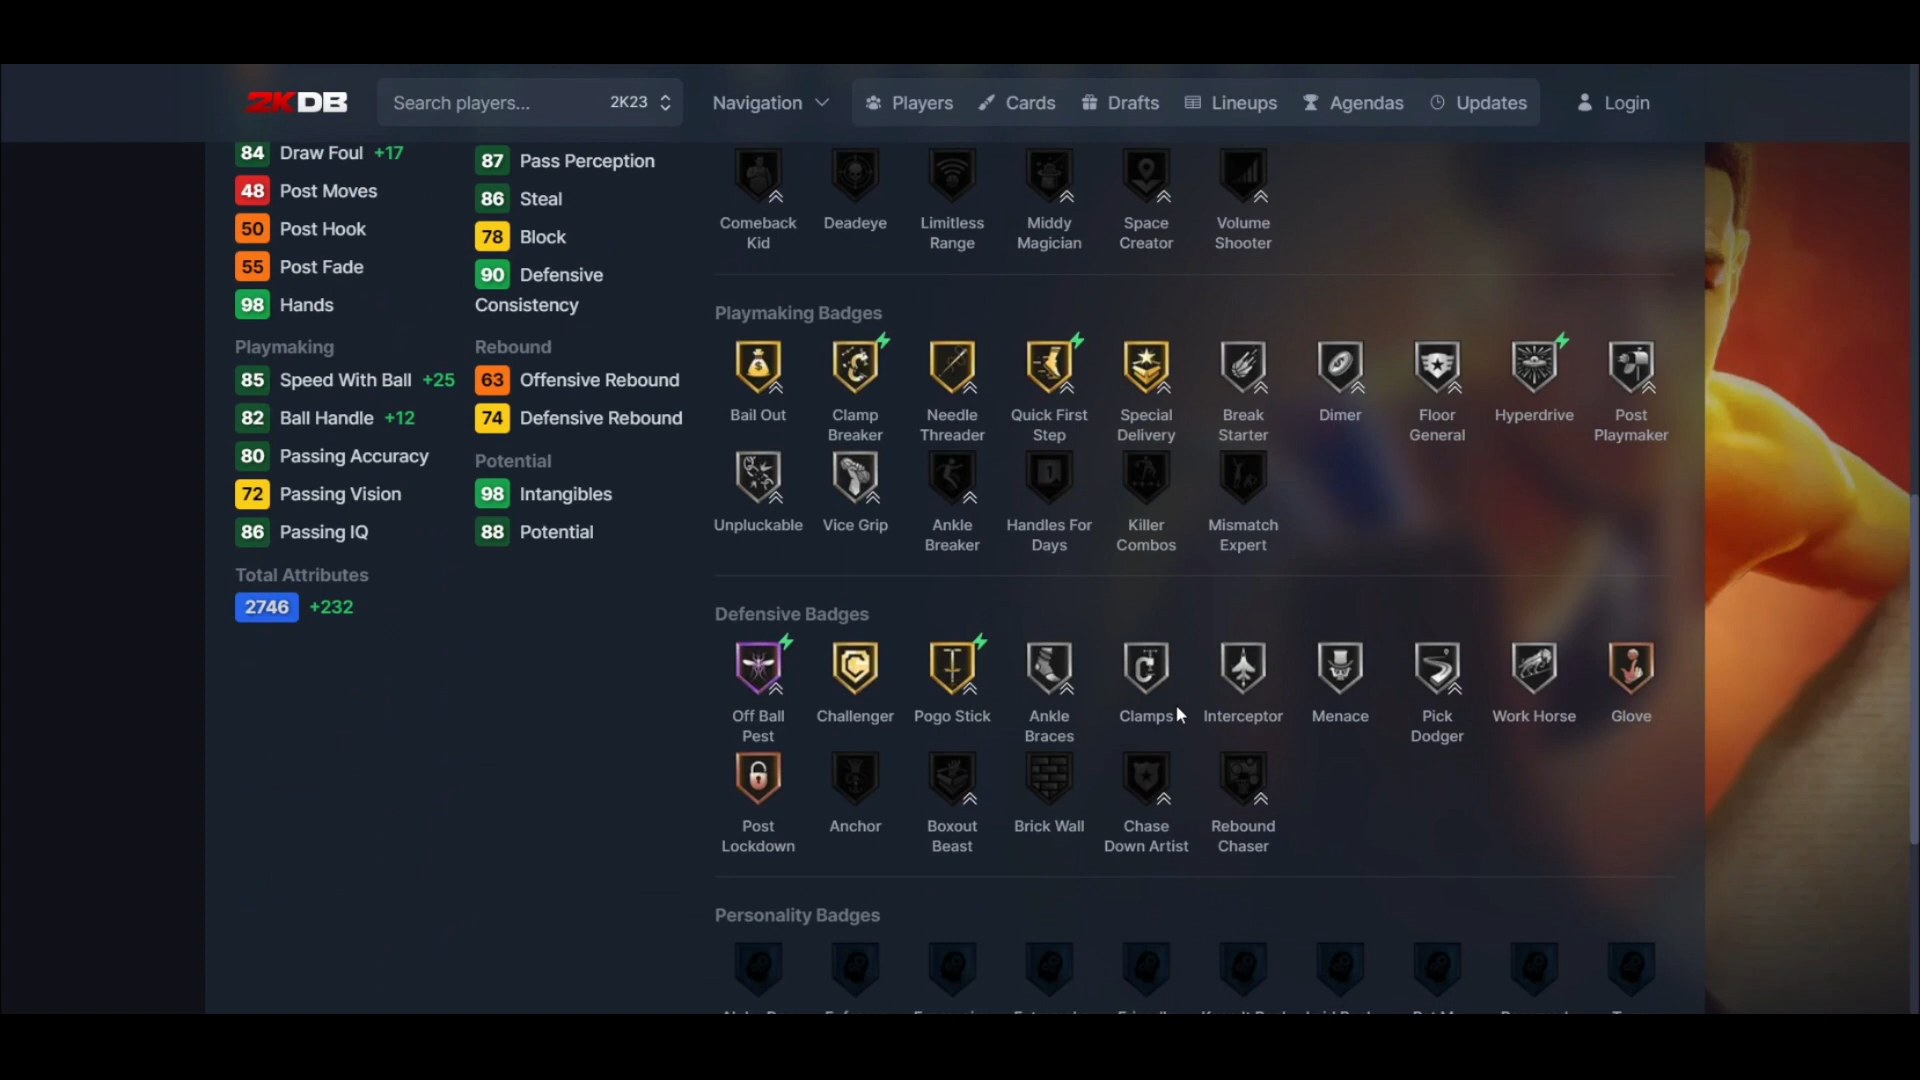 2KDB
Search players...
2K23
Navigation
Players
Cards
Drafts
Lineups
Agendas
Updates
Login
84 Draw Foul +17
48 Post Moves
50 Post Hook
55 Post Fade
98 Hands
Playmaking
85 Speed With Ball +25
82 Ball Handle +12
80 Passing Accuracy
72 Passing Vision
86 Passing IQ
Total Attributes
2746 +232
87 Pass Perception
86 Steal
78 Block
90 Defensive
Consistency
Rebound
63 Offensive Rebound
74 Defensive Rebound
Potential
98 Intangibles
88 Potential
Comeback
Kid
Deadeye
Limitless
Range
Middy
Magician
Space
Creator
Volume
Shooter
Playmaking Badges
Bail Out
Clamp
Breaker
Needle
Threader
Quick First
Step
Special
Delivery
Break
Starter
Dimer
Floor
General
Hyperdrive
Post
Playmaker
Unpluckable
Vice Grip
Ankle
Breaker
Handles For
Days
Killer
Combos
Mismatch
Expert
Defensive Badges
Off Ball
Pest
Challenger
Pogo Stick
Ankle
Braces
Clamps
Interceptor
Menace
Pick
Dodger
Work Horse
Glove
Post
Lockdown
Anchor
Boxout
Beast
Brick Wall
Chase
Down Artist
Rebound
Chaser
Personality Badges